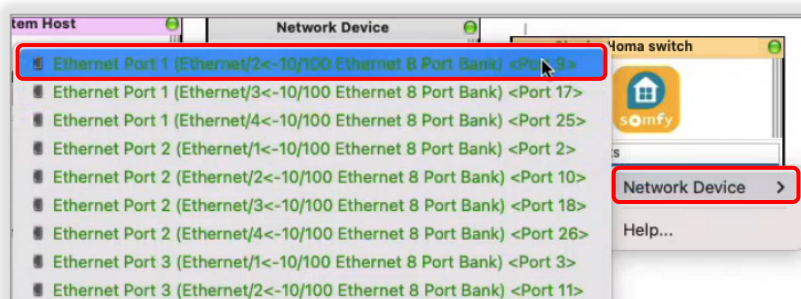 tem Host
Network Device
Homa switch
Ethernet Port 1 (Ethernet/2<-10/100 Ethernet 8 Port Bank) <Port 9>
somfy
Ethernet Port 1 (Ethernet/3<-10/100 Ethernet 8 Port Bank) <Port 17>
Ethernet Port 1 (Ethernet/4<-10/100 Ethernet 8 Port Bank) <Port 25>
Ethernet Port 2 (Ethernet/1<-10/100 Ethernet 8 Port Bank) <Port 2>
ts
Ethernet Port 2 (Ethernet/2<-10/100 Ethernet 8 Port Bank) <Port 10>
Network Device >
Ethernet Port 2 (Ethernet/3<-10/100 Ethernet 8 Port Bank) <Port 18>
Ethernet Port 2 (Ethernet/4<-10/100 Ethernet 8 Port Bank) <Port 26>
Help...
Ethernet Port 3 (Ethernet/1<-10/100 Ethernet 8 Port Bank) <Port 3>
Ethernet Port 3 (Ethernet/2<-10/100 Ethernet 8 Port Bank) <Port 11>